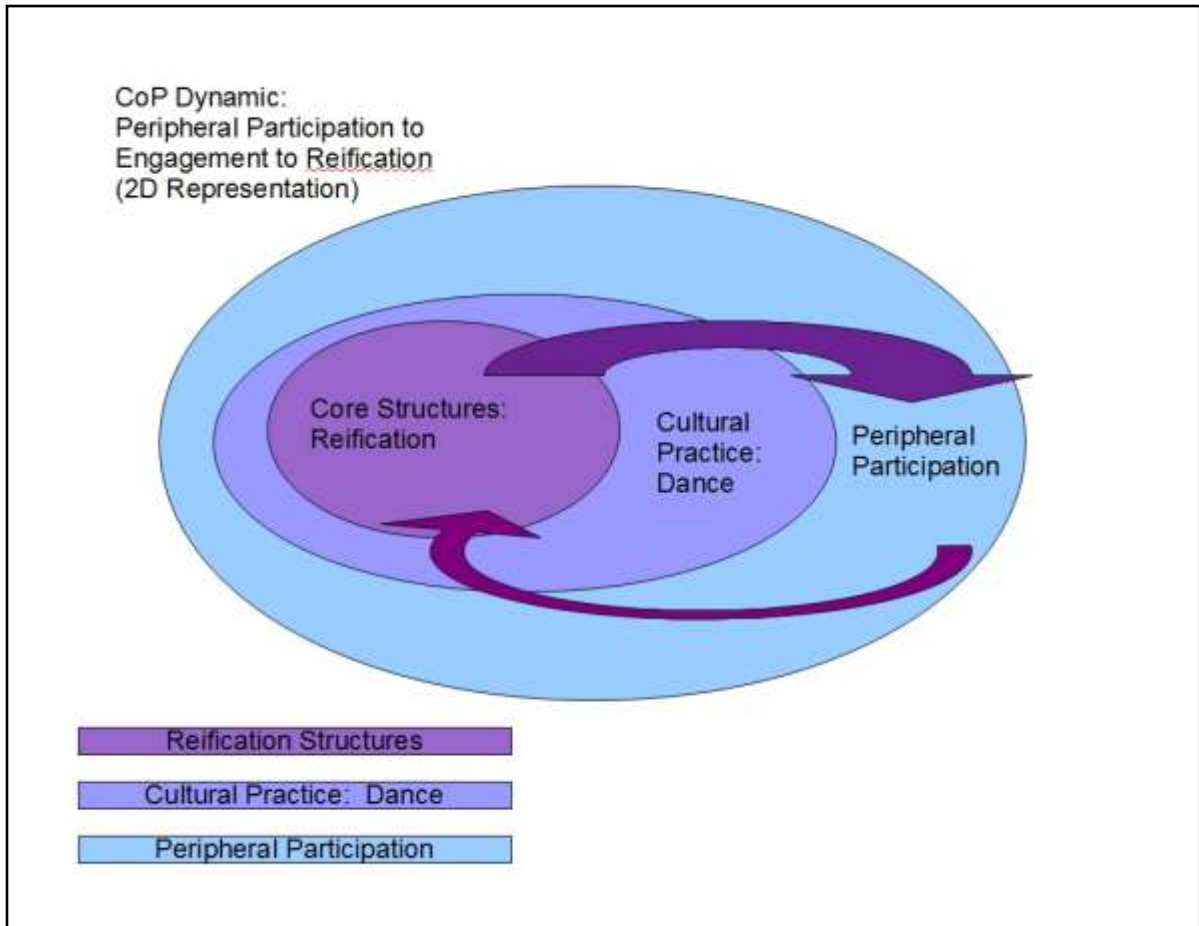 CoP Dynamic:
Peripheral Participation to
Engagement to Reification
(2D Representation)
Core Structures:
Reification
Cultural
Practice:
Dance
Peripheral
Participation
Reification Structures
Cultural Practice:  Dance
Peripheral Participation